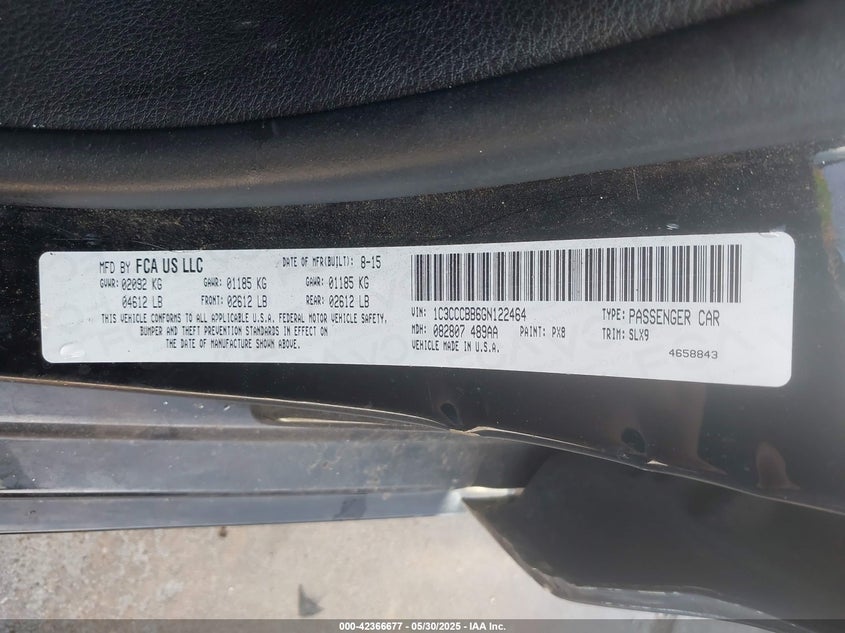 MFD BY FCA US LLC DATE OF MFR(BUILT): 8-15
GVWR: 02092 KG GAWR: 01185 KG GAWR: 01185 KG
04612 LB FRONT: 02612 LB REAR: 02612 LB
THIS VEHICLE CONFORMS TO ALL APPLICABLE U.S.A. FEDERAL MOTOR VEHICLE SAFETY,
BUMPER AND THEFT PREVENTION STANDARDS IN EFFECT ON
THE DATE OF MANUFACTURE SHOWN ABOVE.
VIN: 1C3CCCBB6GN122464 TYPE: PASSENGER CAR
MDH: 082807 489AA PAINT: PX8 TRIM: SLX9
VEHICLE MADE IN U.S.A. 4658843
000-42366677 — 05/30/2025 — IAA Inc.